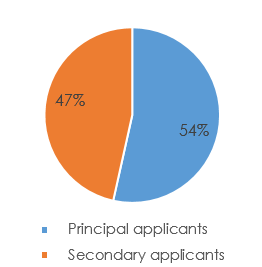 47%
54%
Principal applicants
Secondary applicants